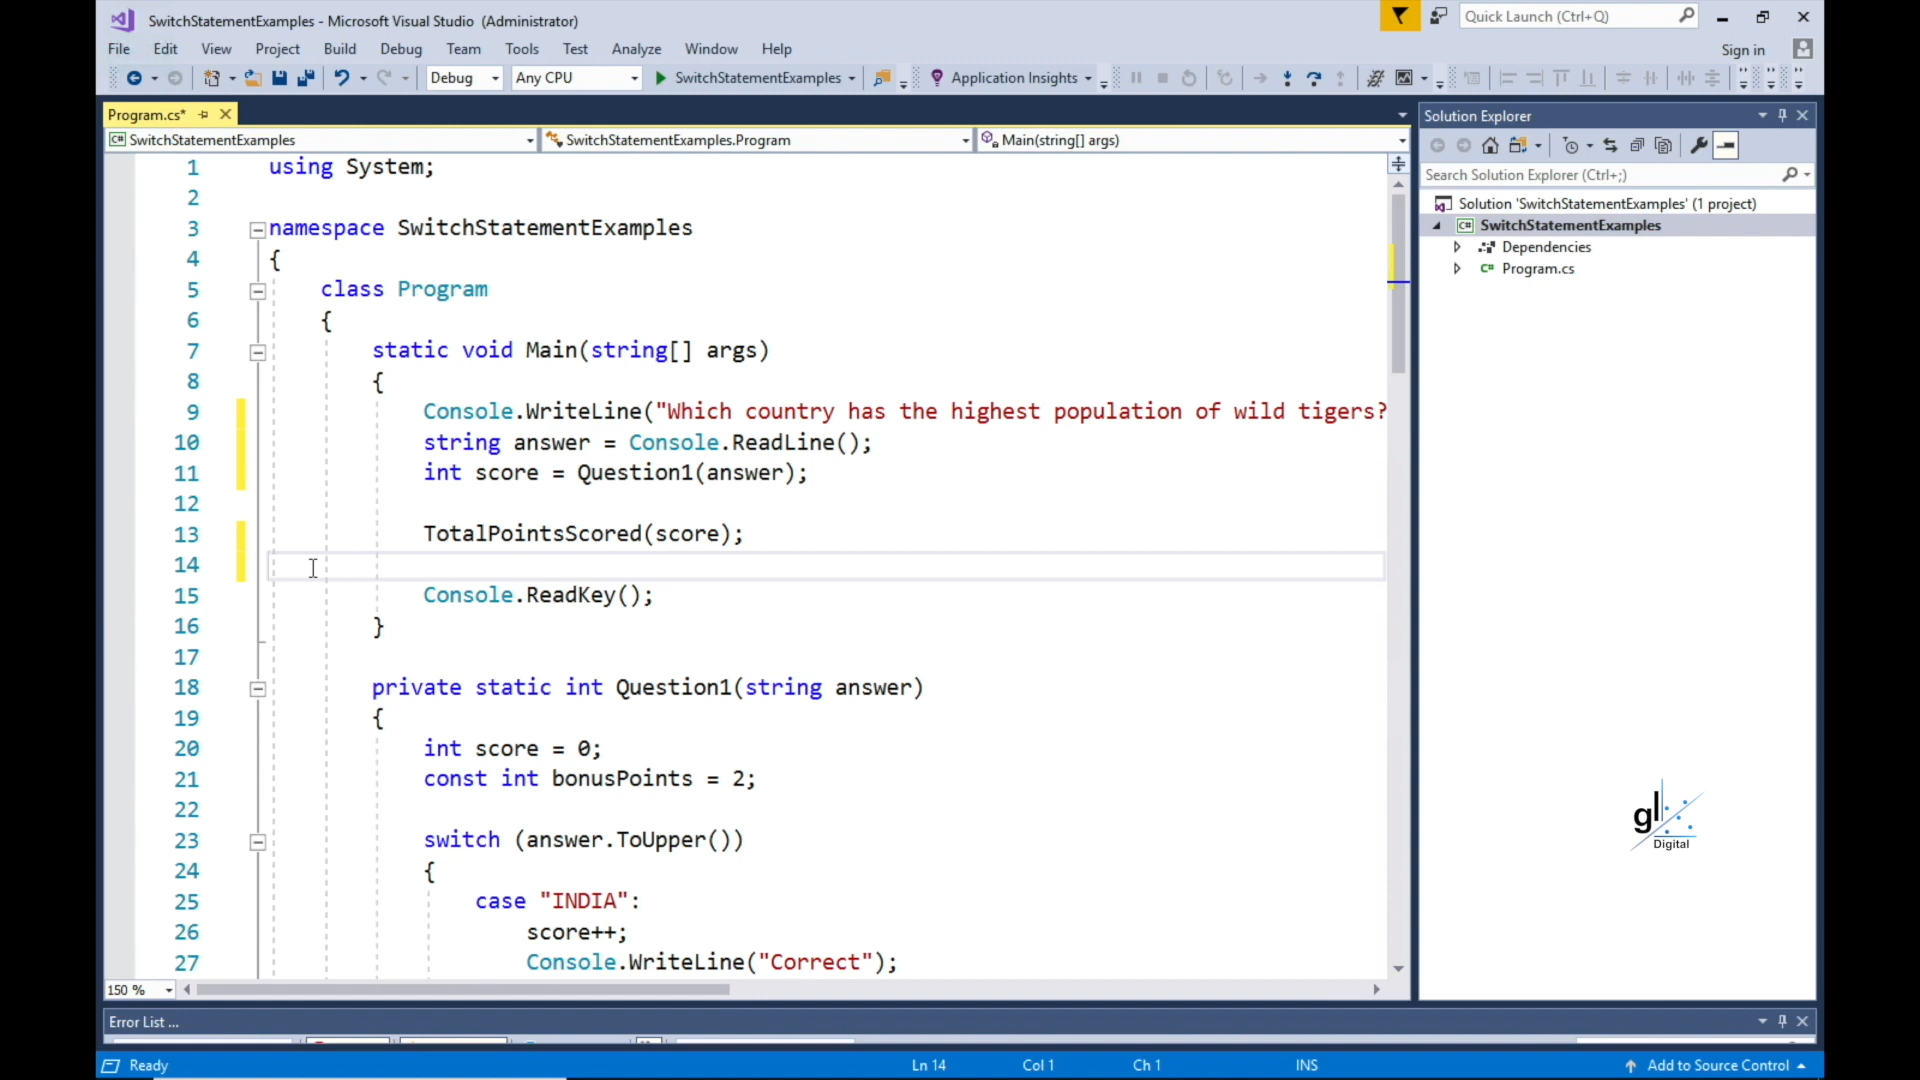 SwitchStatementExamples - Microsoft Visual Studio (Administrator)
Quick Launch (Ctrl+Q)
File Edit View Project Build Debug Team Tools Test Analyze Window Help
Sign in
Debug Any CPU SwitchStatementExamples Application Insights
Program.cs*
SwitchStatementExamples SwitchStatementExamples.Program Main(string[] args)
1 using System;
2
3 namespace SwitchStatementExamples
4 {
5 class Program
6 {
7 static void Main(string[] args)
8 {
9 Console.WriteLine("Which country has the highest population of wild tigers?
10 string answer = Console.ReadLine();
11 int score = Question1(answer);
12
13 TotalPointsScored(score);
14
15 Console.ReadKey();
16 }
17
18 private static int Question1(string answer)
19 {
20 int score = 0;
21 const int bonusPoints = 2;
22
23 switch (answer.ToUpper())
24 {
25 case "INDIA":
26 score++;
27 Console.WriteLine("Correct");
150 %
Solution Explorer
Search Solution Explorer (Ctrl+;)
Solution 'SwitchStatementExamples' (1 project)
C# SwitchStatementExamples
Dependencies
C# Program.cs
gl
Digital
Error List ...
Ready Ln 14 Col 1 Ch 1 INS Add to Source Control